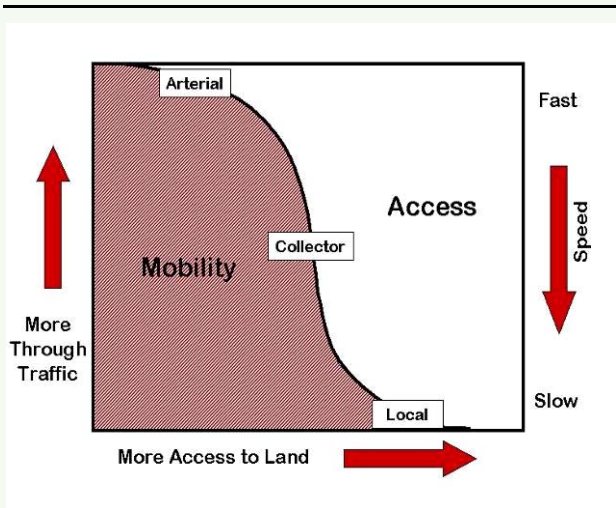 Arterial
Fast
Access
Speed
Collector
Mobility
More
Through
Traffic
Slow
Local
More Access to Land